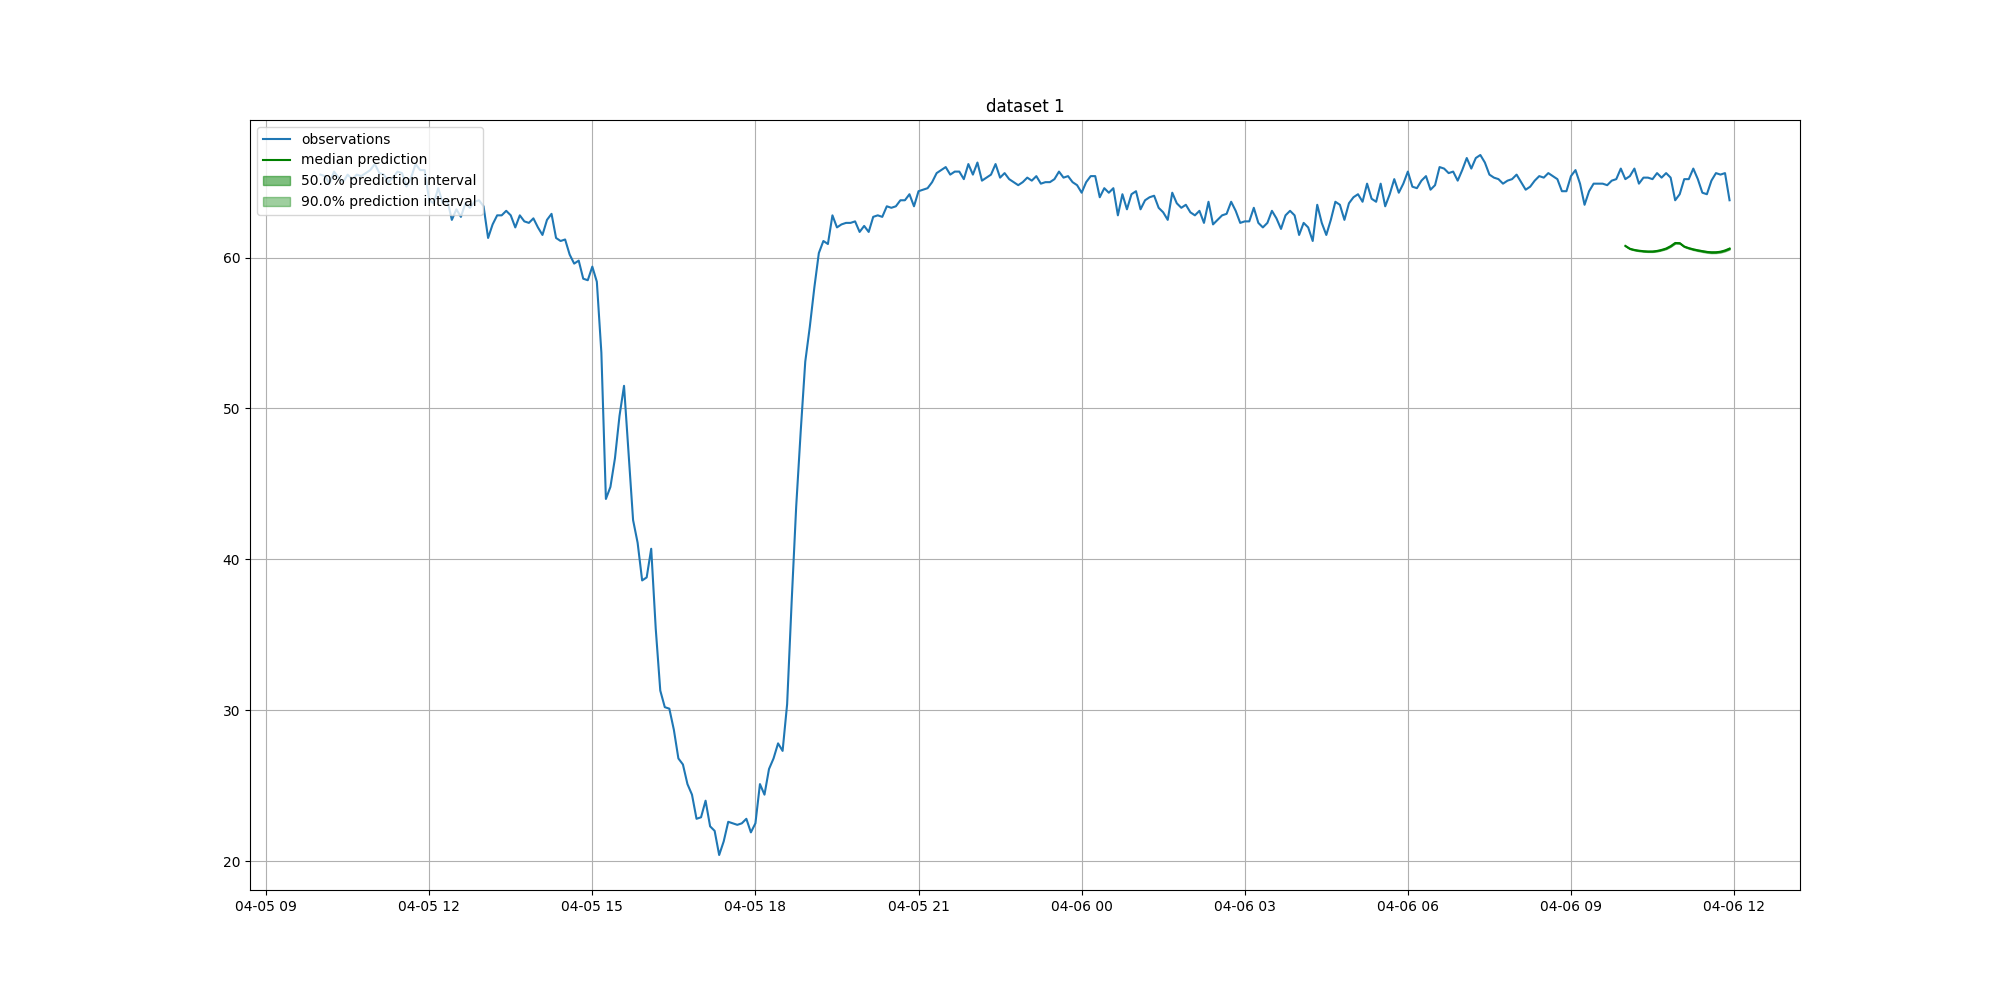 dataset 1
observations
median prediction
50.0% prediction interval
90.0% prediction interval
60
50
40
30
20
04-05 09 04-05 12 04-05 15 04-05 18 04-05 21 04-06 00 04-06 03 04-06 06 04-06 09 04-06 12